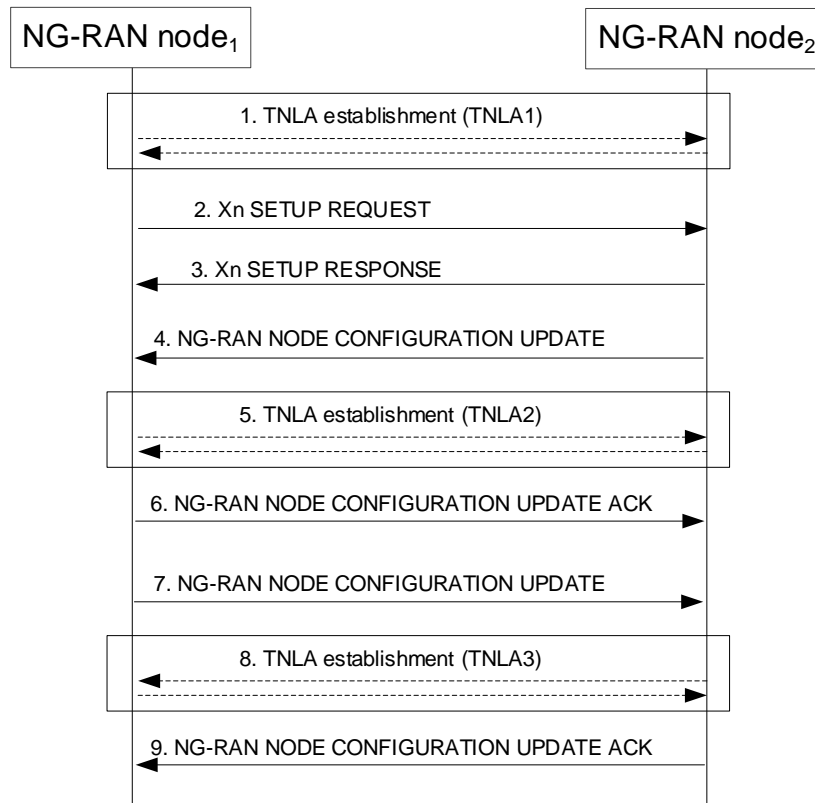 NG-RAN node₁
NG-RAN node₂
1. TNLA establishment (TNLA1)
2. Xn SETUP REQUEST
3. Xn SETUP RESPONSE
4. NG-RAN NODE CONFIGURATION UPDATE
5. TNLA establishment (TNLA2)
6. NG-RAN NODE CONFIGURATION UPDATE ACK
7. NG-RAN NODE CONFIGURATION UPDATE
8. TNLA establishment (TNLA3)
9. NG-RAN NODE CONFIGURATION UPDATE ACK